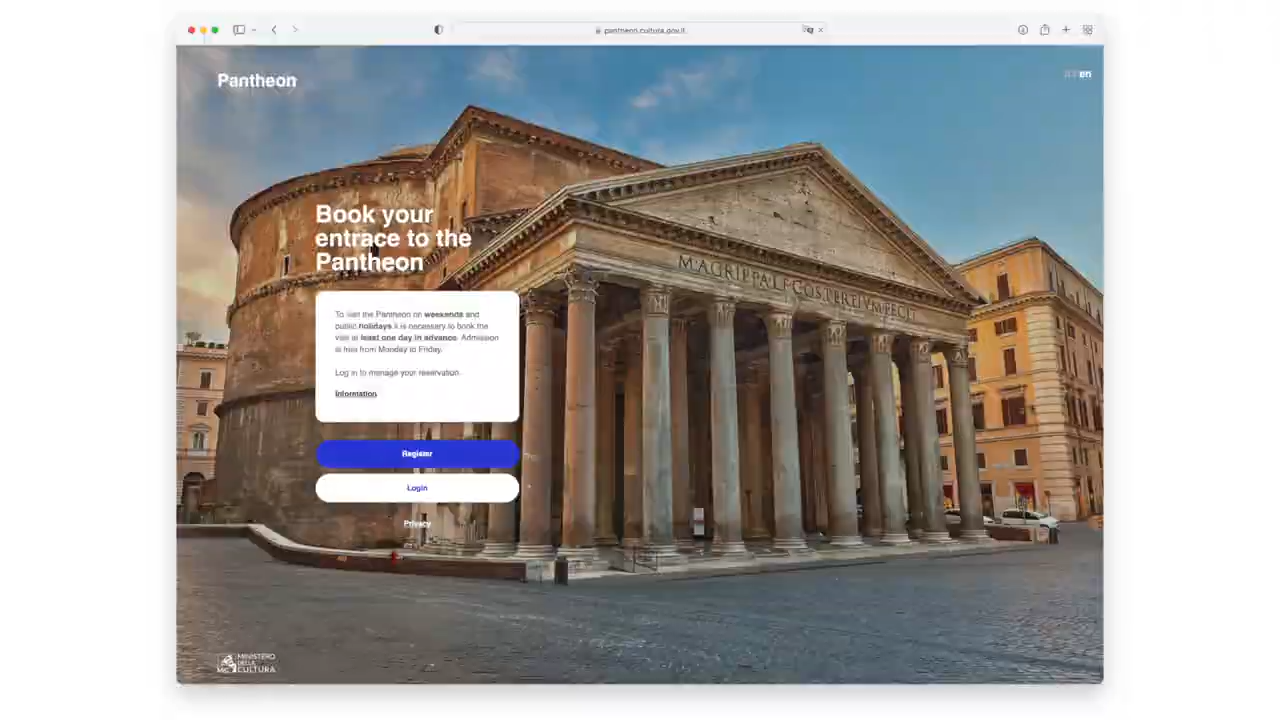 pantheon.cultura.gov.it
Pantheon
en
Book your
entrace to the
Pantheon
M·AGRIPPA·L·F·COS·TERTIVM·FECIT
To visit the Pantheon on weekends and
public holidays it is necessary to book the
visit at least one day in advance. Admission
is free from Monday to Friday.
Log in to manage your reservation
Information
Register
Login
Privacy
MINISTERO
DELLA
CULTURA